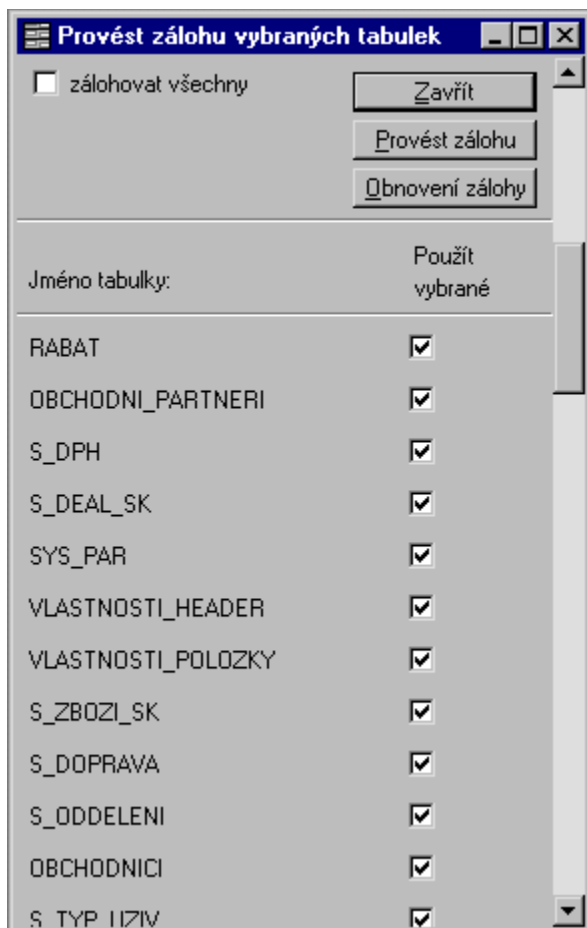 Provést zálohu vybraných tabulek
zálohovat všechny
Zavřít
Provést zálohu
Obnovení zálohy
Jméno tabulky:
Použít
vybrané
RABAT
OBCHODNI_PARTNERI
S_DPH
S_DEAL_SK
SYS_PAR
VLASTNOSTI_HEADER
VLASTNOSTI_POLOZKY
S_ZBOZI_SK
S_DOPRAVA
S_ODDELENI
OBCHODNICI
S_TYP_UZIV